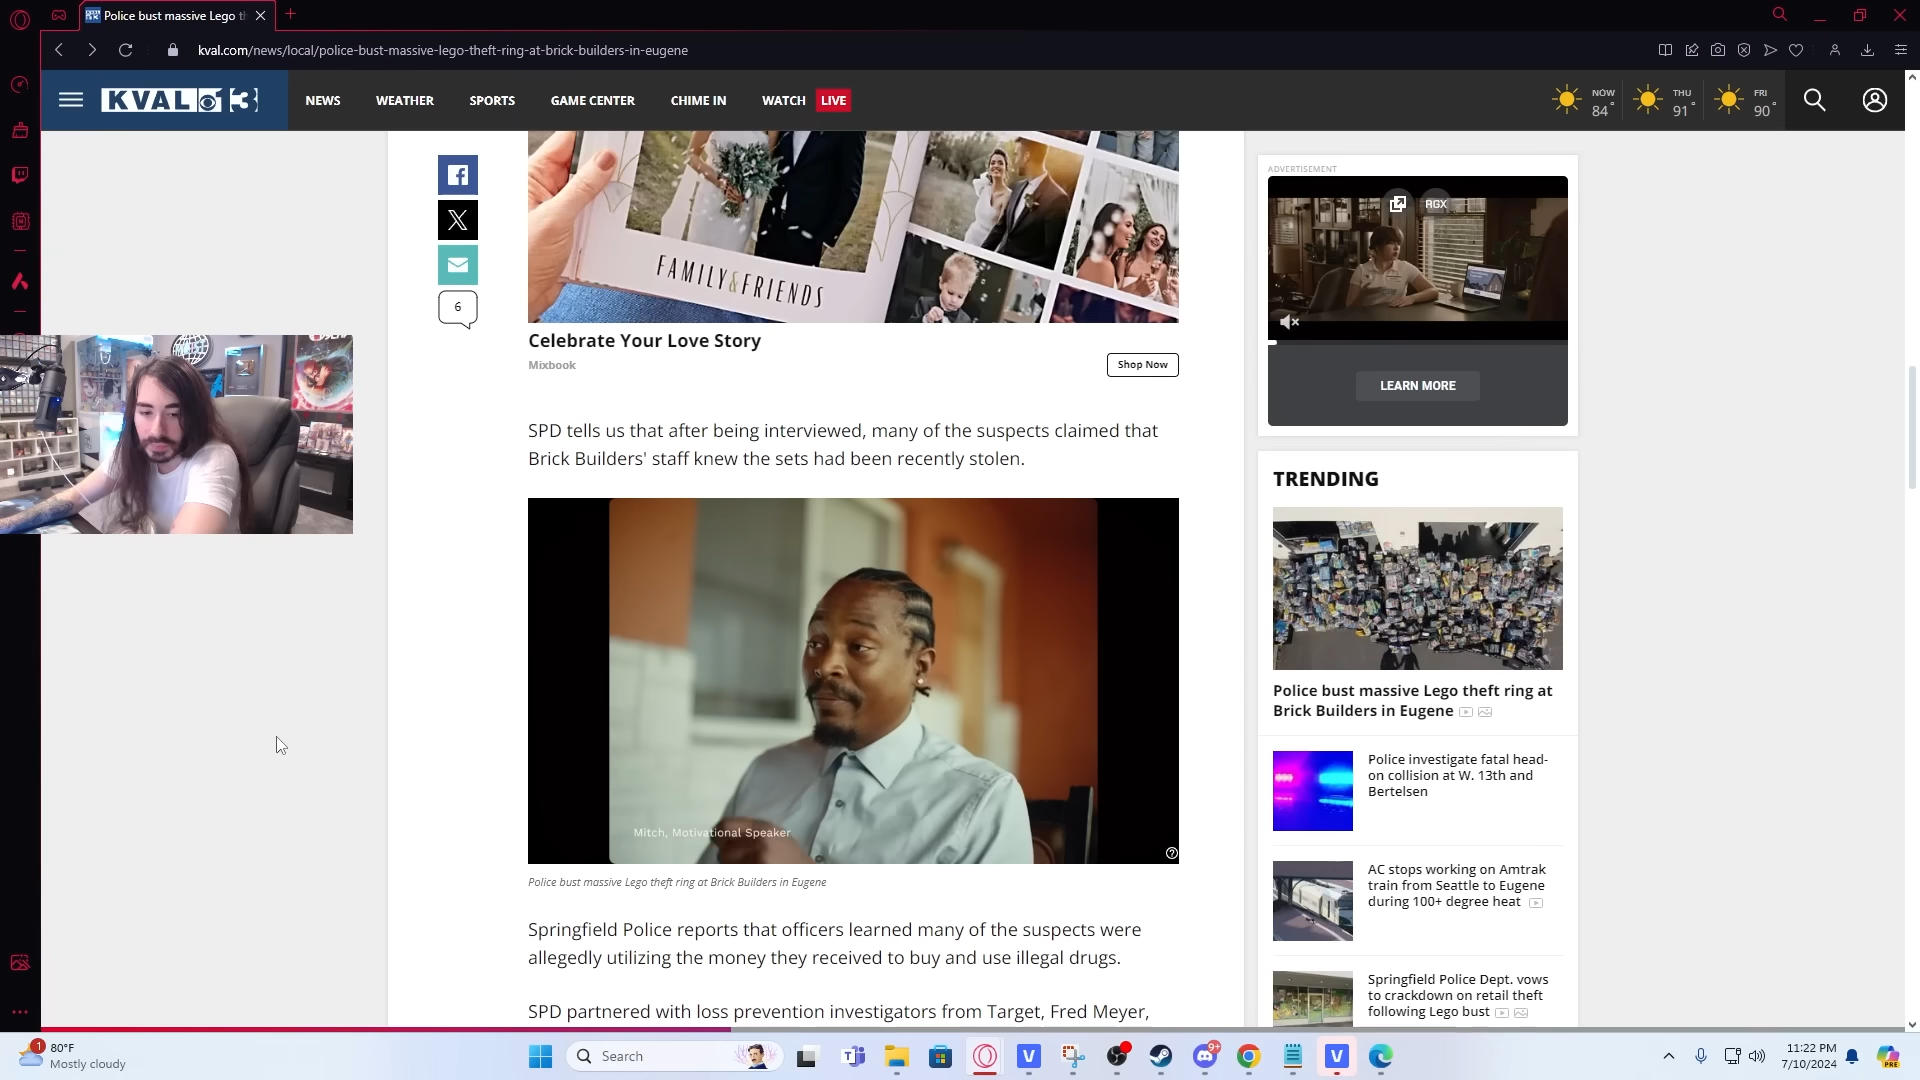 Police bust massive Lego th
kval.com/news/local/police-bust-massive-lego-theft-ring-at-brick-builders-in-eugene
KVAL 13
NEWS
WEATHER
SPORTS
GAME CENTER
CHIME IN
WATCH
LIVE
NOW
84°
THU
91°
FRI
90°
6
FAMILY & FRIENDS
Celebrate Your Love Story
Mixbook
Shop Now
SPD tells us that after being interviewed, many of the suspects claimed that
Brick Builders' staff knew the sets had been recently stolen.
Mitch, Motivational Speaker
Police bust massive Lego theft ring at Brick Builders in Eugene
Springfield Police reports that officers learned many of the suspects were
allegedly utilizing the money they received to buy and use illegal drugs.
SPD partnered with loss prevention investigators from Target, Fred Meyer,
ADVERTISEMENT
RGX
LEARN MORE
TRENDING
Police bust massive Lego theft ring at
Brick Builders in Eugene
Police investigate fatal head-
on collision at W. 13th and
Bertelsen
AC stops working on Amtrak
train from Seattle to Eugene
during 100+ degree heat
Springfield Police Dept. vows
to crackdown on retail theft
following Lego bust
1
80°F
Mostly cloudy
Search
9+
PRE
11:22 PM
7/10/2024